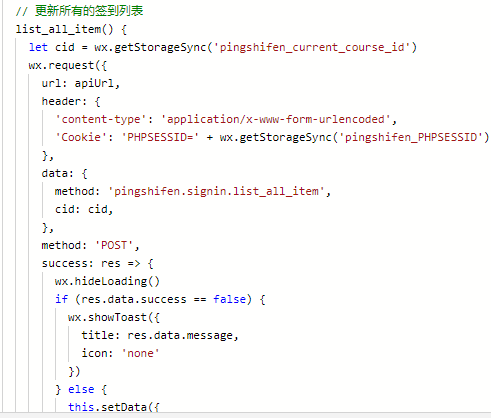 // 更新所有的签到列表
list_all_item() {
let cid = wx.getStorageSync('pingshifen_current_course_id')
wx.request({
url: apiUrl,
header: {
'content-type': 'application/x-www-form-urlencoded',
'Cookie': 'PHPSESSID=' + wx.getStorageSync('pingshifen_PHPSESSID')
},
data: {
method: 'pingshifen.signin.list_all_item',
cid: cid,
},
method: 'POST',
success: res => {
wx.hideLoading()
if (res.data.success == false) {
wx.showToast({
title: res.data.message,
icon: 'none'
})
} else {
this.setData({